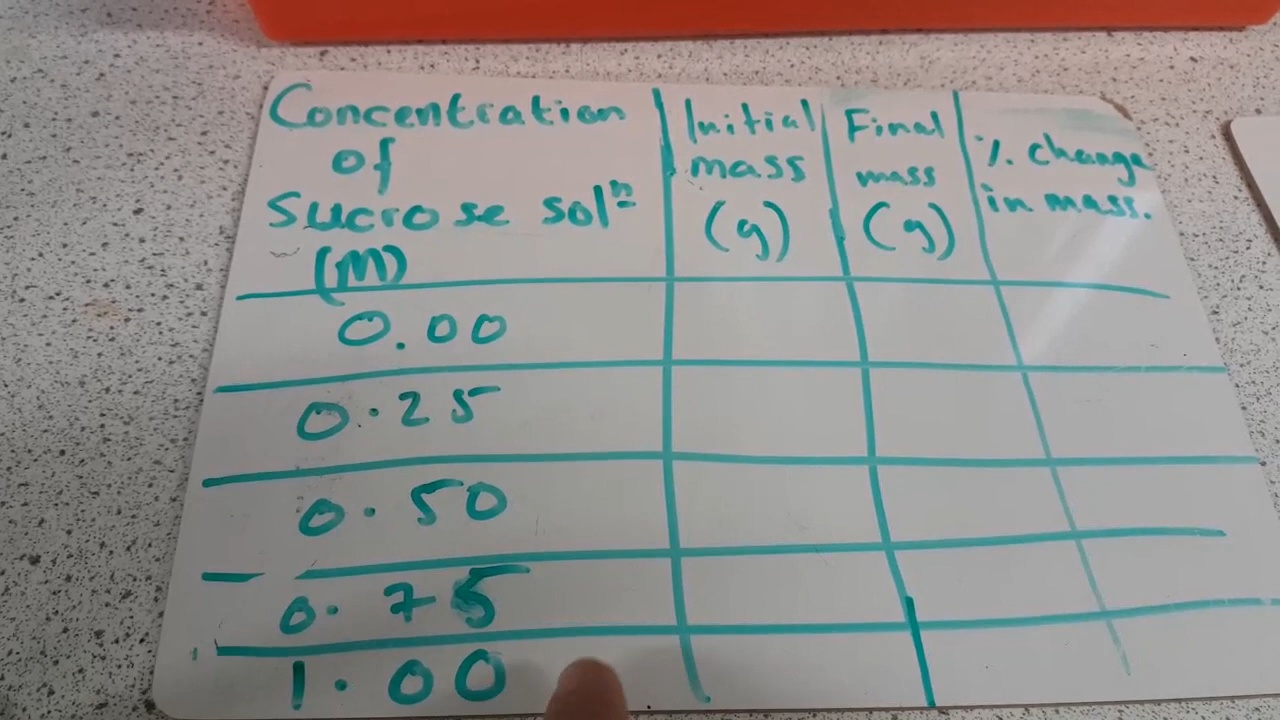 Concentration
of
Sucrose solⁿ
(M)
Initial
mass
(g)
Final
mass
(g)
% change
in mass.
0.00
0.25
0.50
0.75
1.00